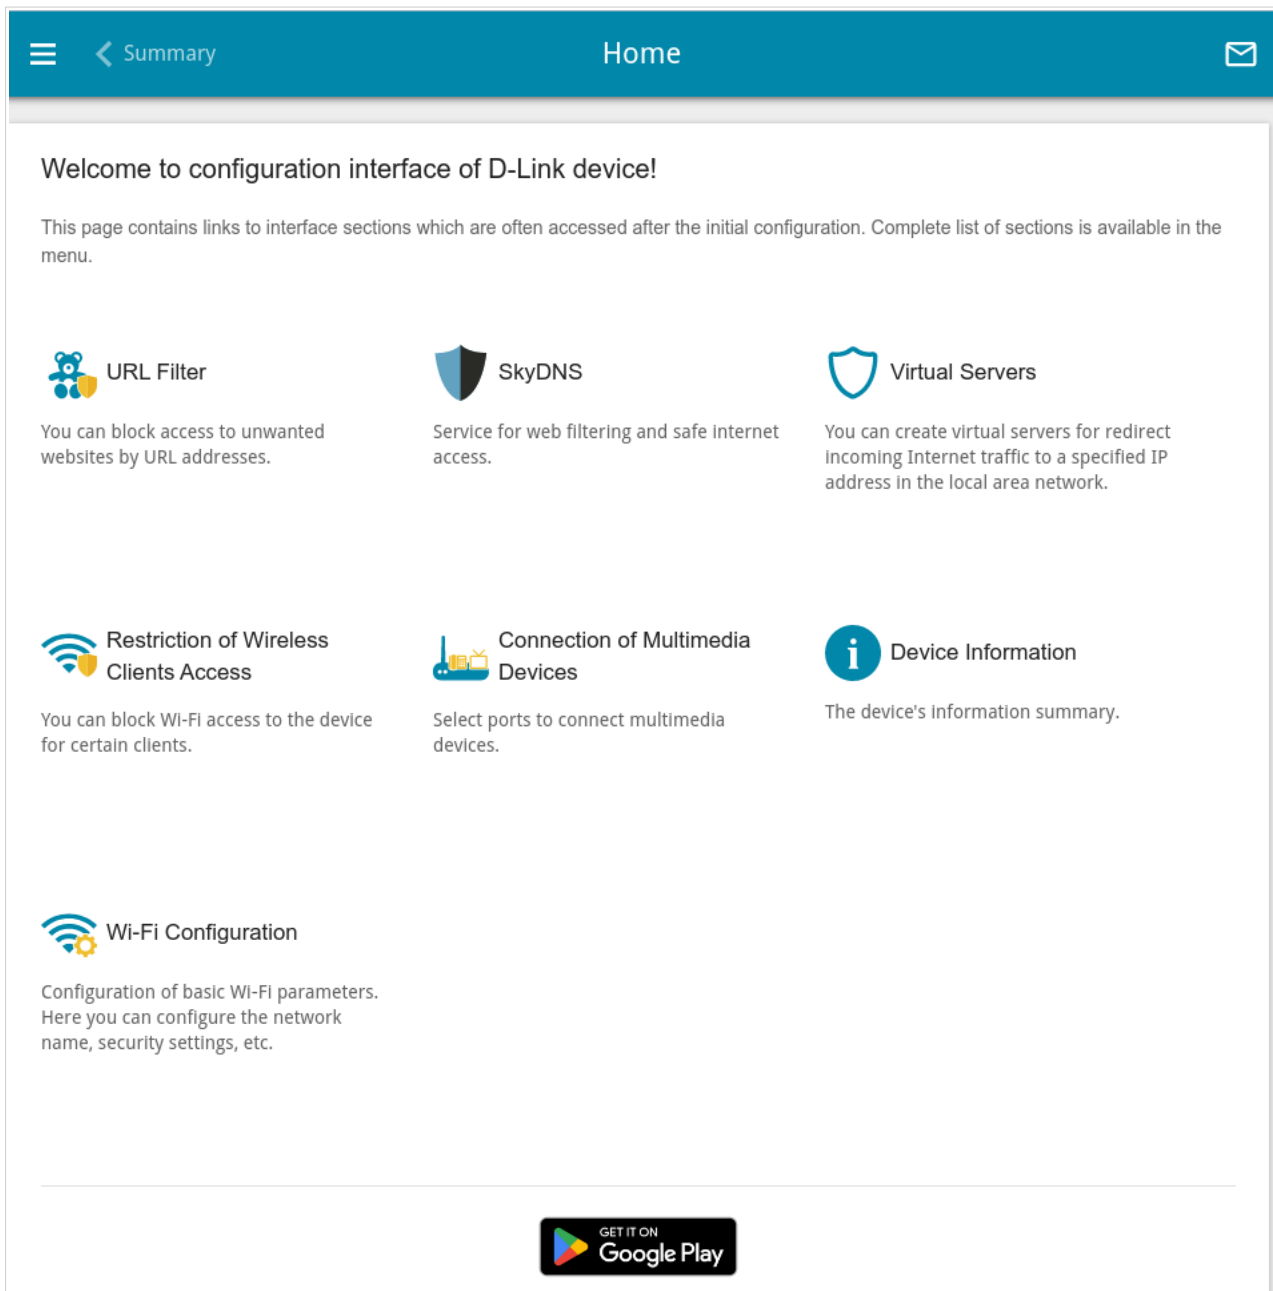 Summary
Home
Welcome to configuration interface of D-Link device!
This page contains links to interface sections which are often accessed after the initial configuration. Complete list of sections is available in the
menu.
URL Filter
You can block access to unwanted
websites by URL addresses.
SkyDNS
Service for web filtering and safe internet
access.
Virtual Servers
You can create virtual servers for redirect
incoming Internet traffic to a specified IP
address in the local area network.
Restriction of Wireless
Clients Access
You can block Wi-Fi access to the device
for certain clients.
Connection of Multimedia
Devices
Select ports to connect multimedia
devices.
Device Information
The device's information summary.
Wi-Fi Configuration
Configuration of basic Wi-Fi parameters.
Here you can configure the network
name, security settings, etc.
GET IT ON
Google Play